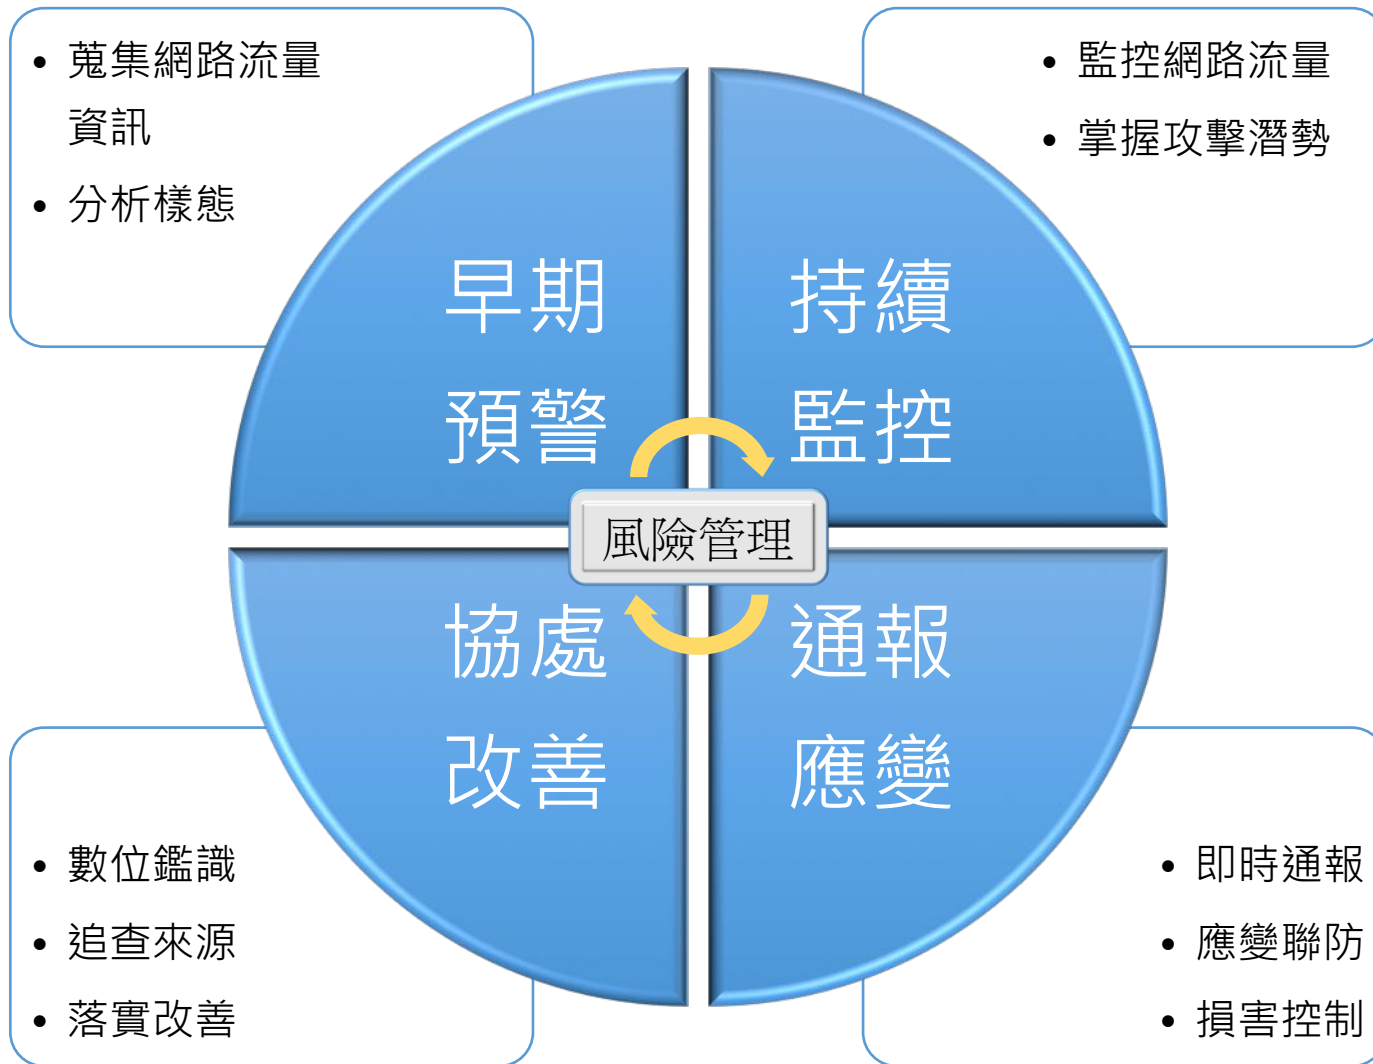 • 蒐集網路流量
資訊
• 分析樣態
• 監控網路流量
• 掌握攻擊潛勢
早期
預警
持續
監控
風險管理
協處
改善
通報
應變
• 數位鑑識
• 追查來源
• 落實改善
• 即時通報
• 應變聯防
• 損害控制